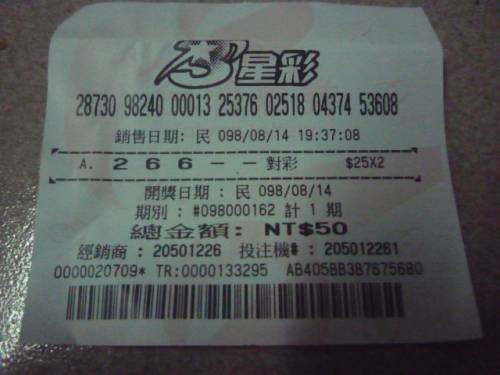 3星彩
28730 98240 00013 25376 02518 04374 53608
銷售日期: 民 098/08/14 19:37:08
A. 2 6 6 - - 對彩 $25X2
開獎日期 : 民 098/08/14
期別 : #098000162 計 1 期
總金額: NT$50
經銷商 : 20501226 投注機# : 205012261
0000020709* TR:0000133295 AB405BB387675680